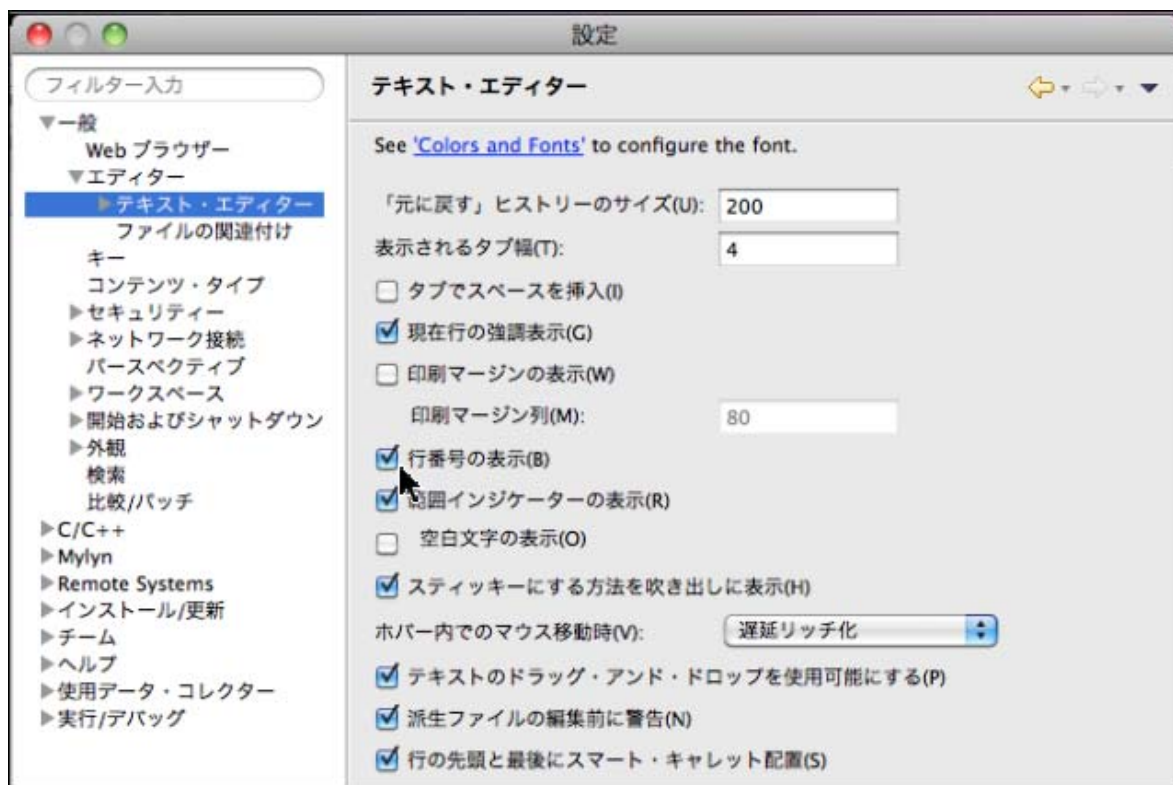 設定
フィルター入力
一般
Web ブラウザー
エディター
テキスト・エディター
ファイルの関連付け
キー
コンテンツ・タイプ
セキュリティー
ネットワーク接続
パースペクティブ
ワークスペース
開始およびシャットダウン
外観
検索
比較/パッチ
C/C++
Mylyn
Remote Systems
インストール/更新
チーム
ヘルプ
使用データ・コレクター
実行/デバッグ
テキスト・エディター
See 'Colors and Fonts' to configure the font.
「元に戻す」ヒストリーのサイズ(U): 200
表示されるタブ幅(T): 4
タブでスペースを挿入(I)
現在行の強調表示(G)
印刷マージンの表示(W)
印刷マージン列(M): 80
行番号の表示(B)
範囲インジケーターの表示(R)
空白文字の表示(O)
スティッキーにする方法を吹き出しに表示(H)
ホバー内でのマウス移動時(V): 遅延リッチ化
テキストのドラッグ・アンド・ドロップを使用可能にする(P)
派生ファイルの編集前に警告(N)
行の先頭と最後にスマート・キャレット配置(S)